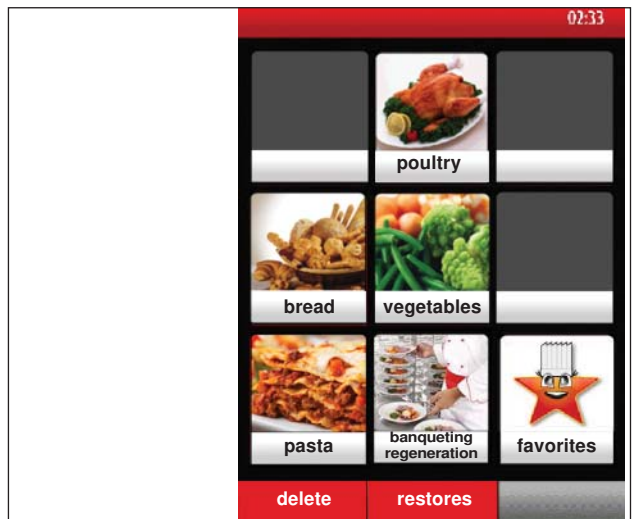 02:33
poultry
bread
vegetables
pasta
banqueting
regeneration
favorites
delete
restores